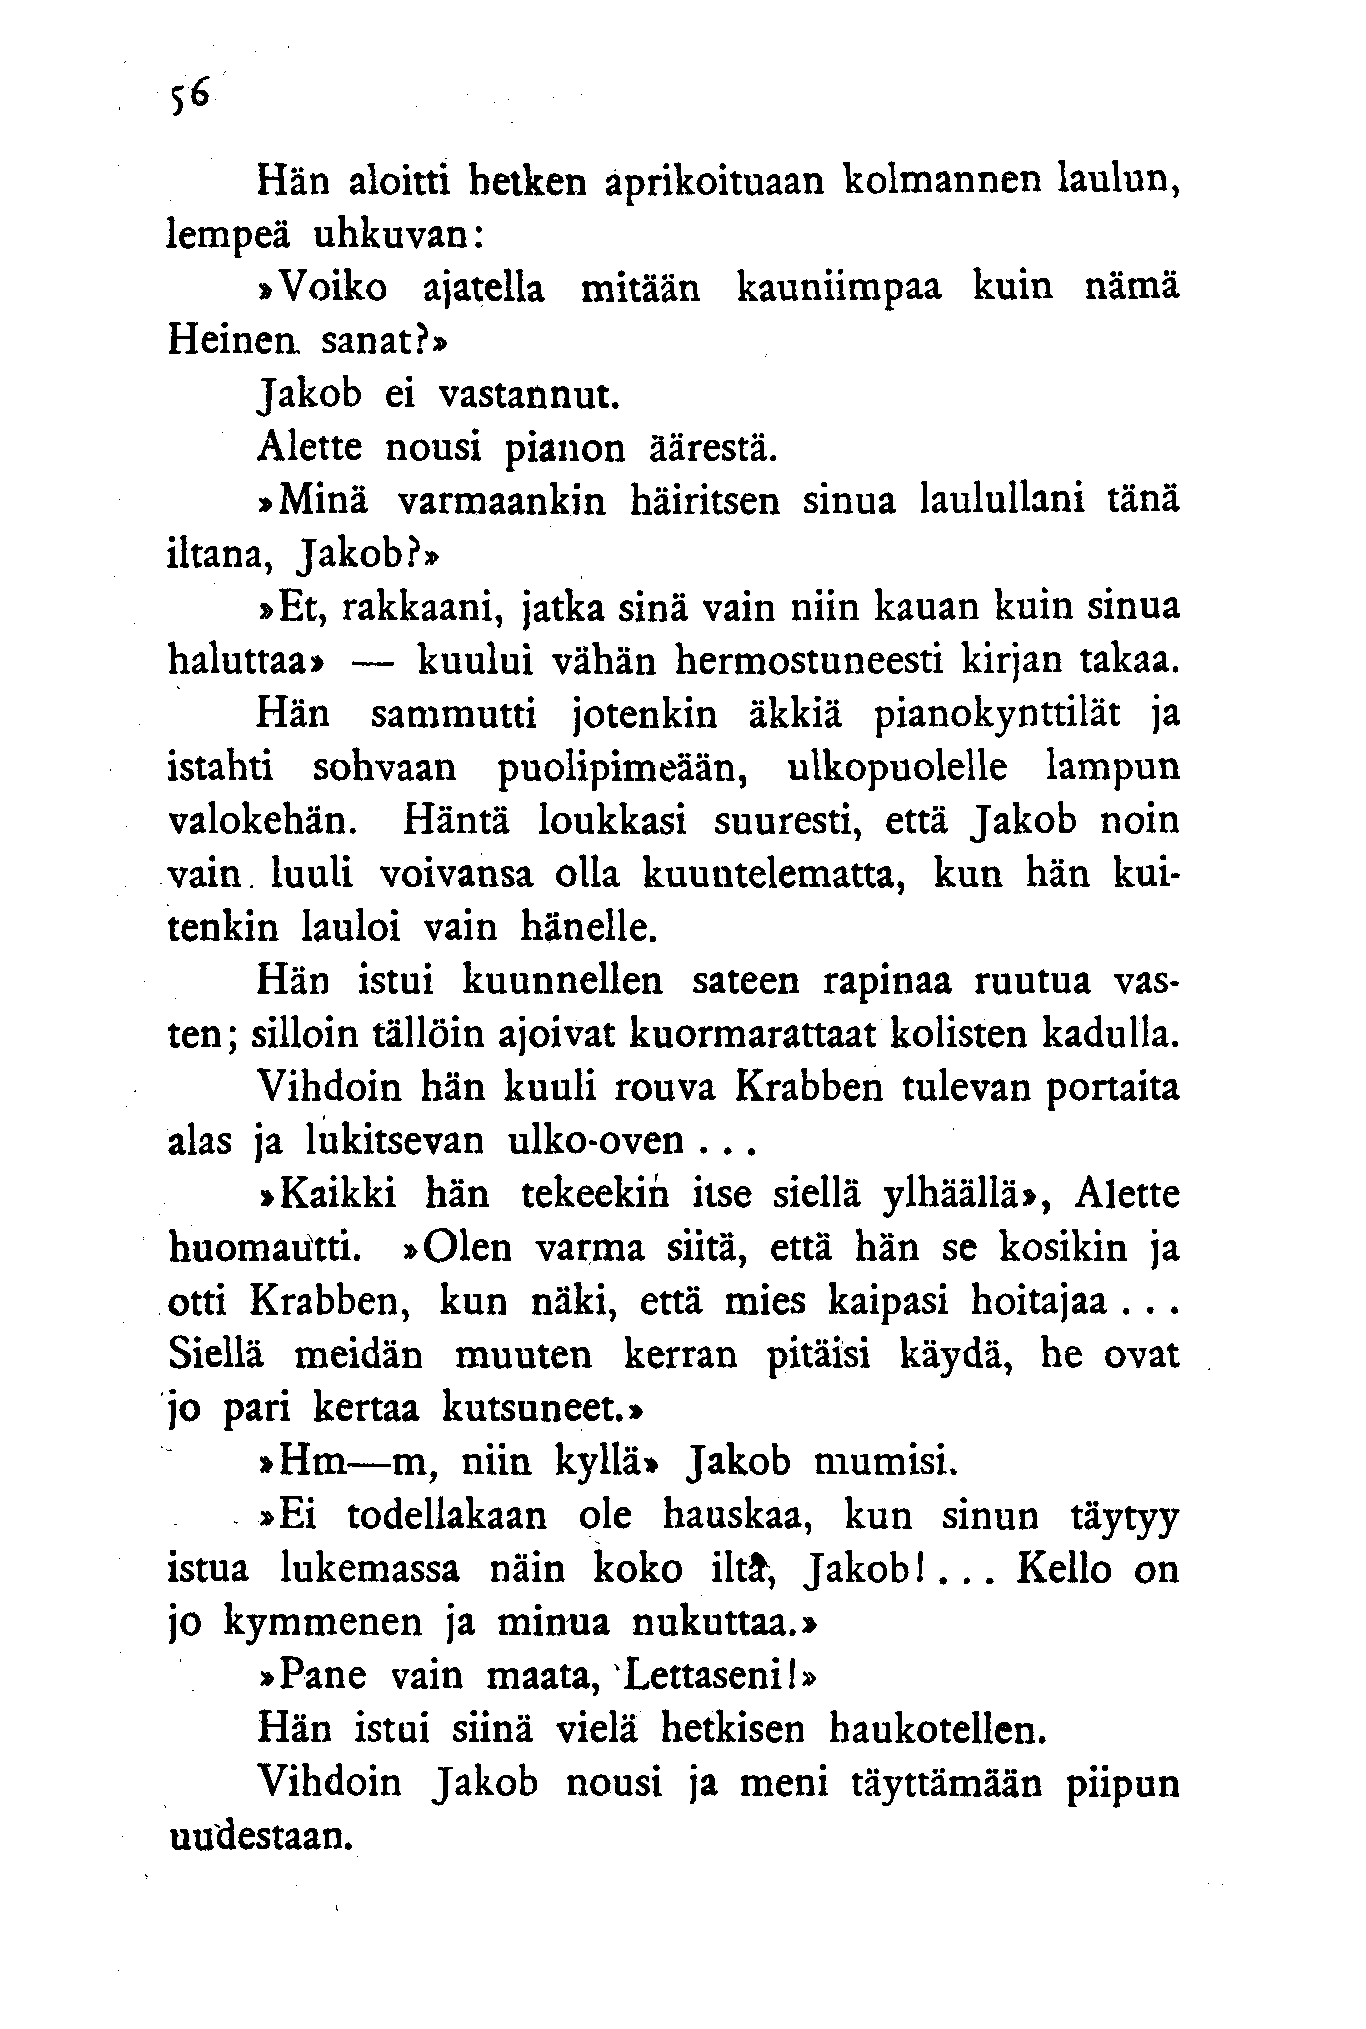 56
Hän aloitti hetken aprikoituaan kolmannen laulun,
lempeä uhkuvan:
»Voiko ajatella mitään kauniimpaa kuin nämä
Heinen sanat?»
Jakob ei vastannut.
Alette nousi pianon äärestä.
»Minä varmaankin häiritsen sinua laulullani tänä
iltana, Jakob?»
»Et, rakkaani, jatka sinä vain niin kauan kuin sinua
haluttaa» — kuului vähän hermostuneesti kirjan takaa.
Hän sammutti jotenkin äkkiä pianokynttilät ja
istahti sohvaan puolipimeään, ulkopuolelle lampun
valokehän. Häntä loukkasi suuresti, että Jakob noin
vain luuli voivansa olla kuuntelematta, kun hän kui-
tenkin lauloi vain hänelle.
Hän istui kuunnellen sateen rapinaa ruutua vas-
ten; silloin tällöin ajoivat kuormarattaat kolisten kadulla.
Vihdoin hän kuuli rouva Krabben tulevan portaita
alas ja lukitsevan ulko-oven . . .
»Kaikki hän tekeekin itse siellä ylhäällä», Alette
huomautti. »Olen varma siitä, että hän se kosikin ja
otti Krabben, kun näki, että mies kaipasi hoitajaa . . .
Siellä meidän muuten kerran pitäisi käydä, he ovat
jo pari kertaa kutsuneet.»
»Hm—m, niin kyllä» Jakob mumisi.
»Ei todellakaan ole hauskaa, kun sinun täytyy
istua lukemassa näin koko iltä, Jakob! . . . Kello on
jo kymmenen ja minua nukuttaa.»
»Pane vain maata, Lettaseni!»
Hän istui siinä vielä hetkisen haukotellen.
Vihdoin Jakob nousi ja meni täyttämään piipun
uudestaan.